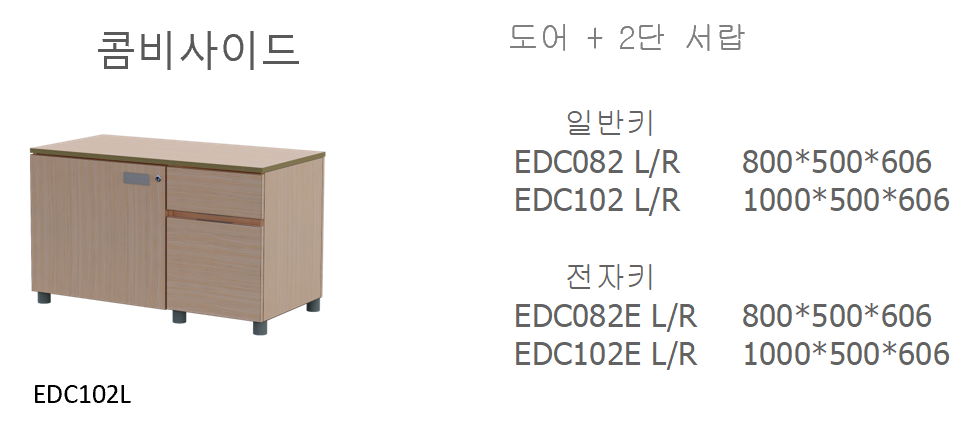 콤비사이드
도어 + 2단 서랍
일반키
EDC082 L/R 800*500*606
EDC102 L/R 1000*500*606
전자키
EDC082E L/R 800*500*606
EDC102E L/R 1000*500*606
EDC102L